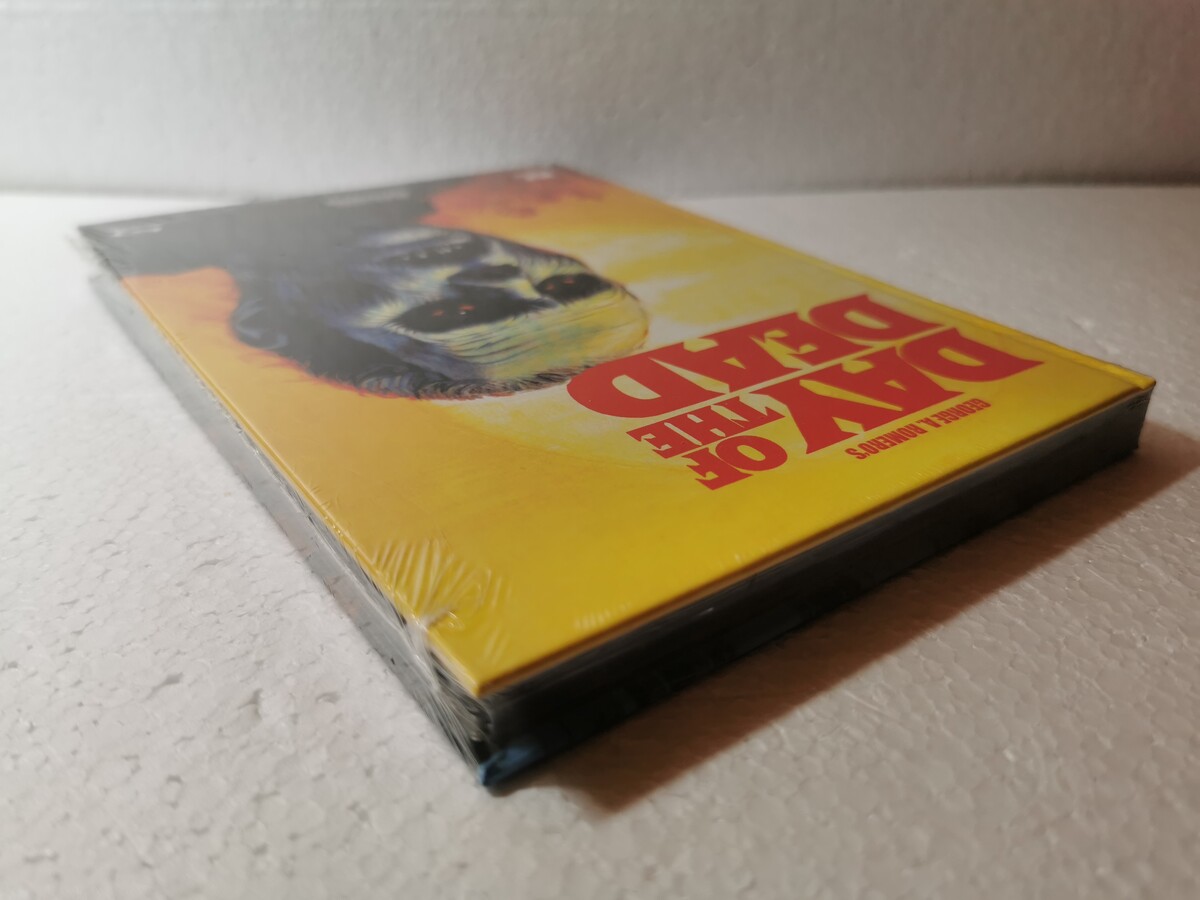 GEORGE A. ROMERO'S
DAY OF
THE
DEAD